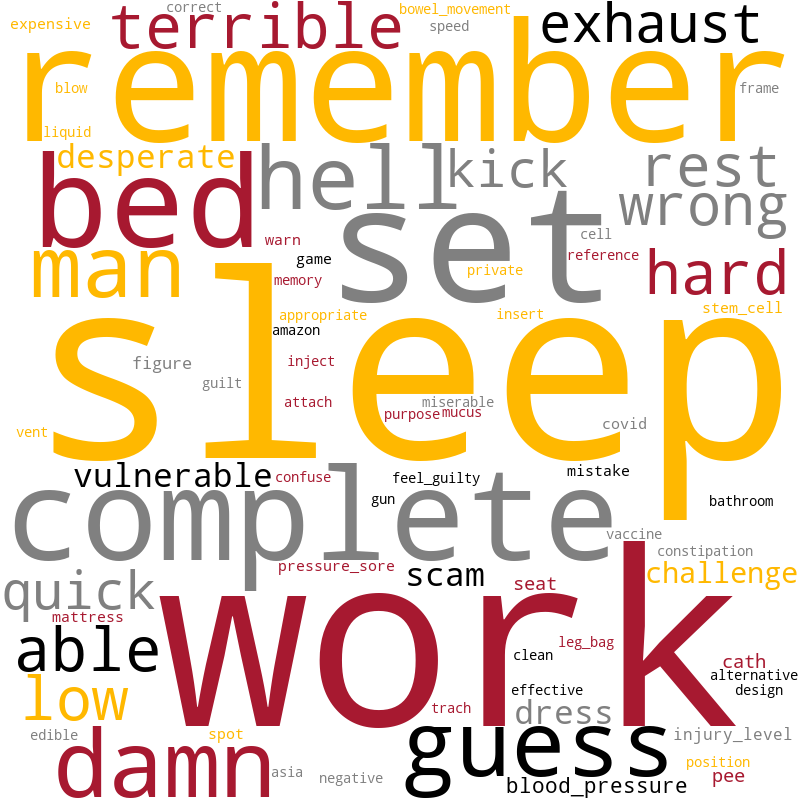 correct
bowel_movement
expensive
terrible
speed
exhaust
remember
blow
frame
liquid
desperate
bed
hell
kick
rest
wrong
set
warn
cell
man
game
reference
private
hard
memory
sleep
appropriate
insert
stem_cell
amazon
figure
inject
guilt
attach
miserable
purpose
mucus
vent
covid
vulnerable
confuse
feel_guilty
mistake
complete
gun
bathroom
vaccine
constipation
pressure_sore
scam
challenge
quick
seat
work
mattress
able
leg_bag
clean
cath
alternative
effective
design
low
trach
dress
edible
spot
damn
guess
injury_level
position
asia
negative
pee
blood_pressure